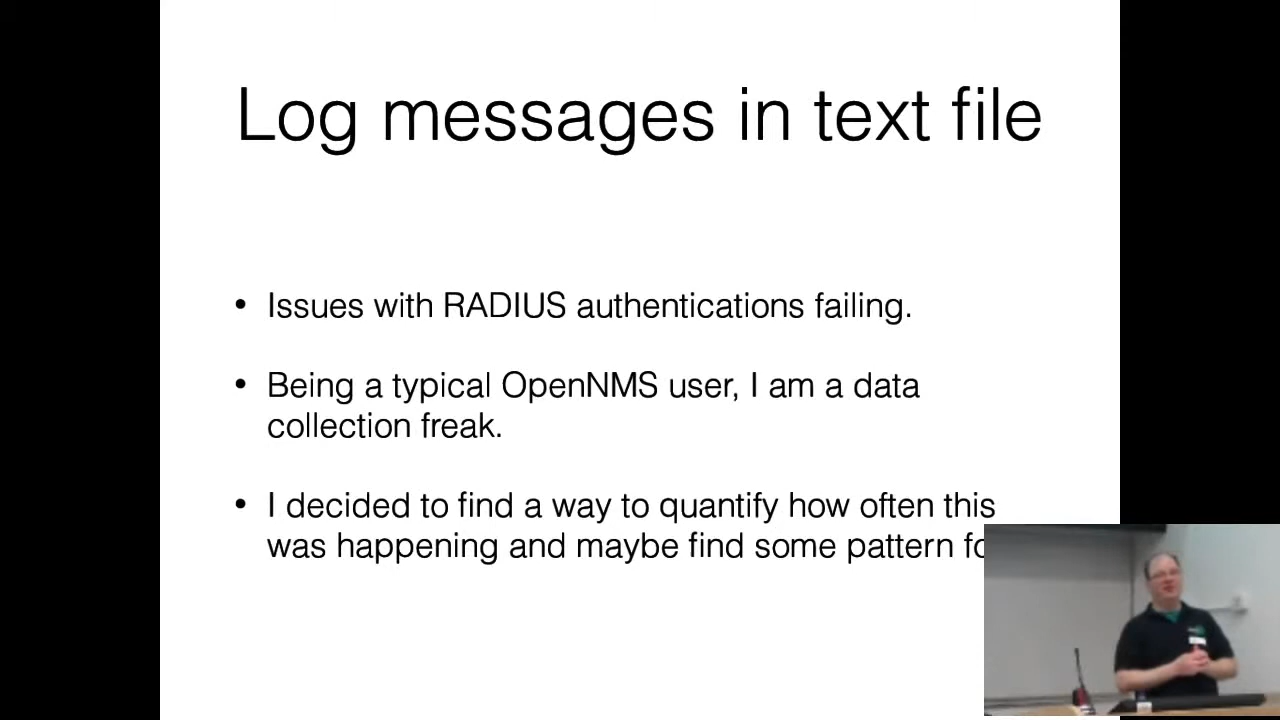 Log messages in text file
• Issues with RADIUS authentications failing.
• Being a typical OpenNMS user, I am a data
collection freak.
• I decided to find a way to quantify how often this
was happening and maybe find some pattern